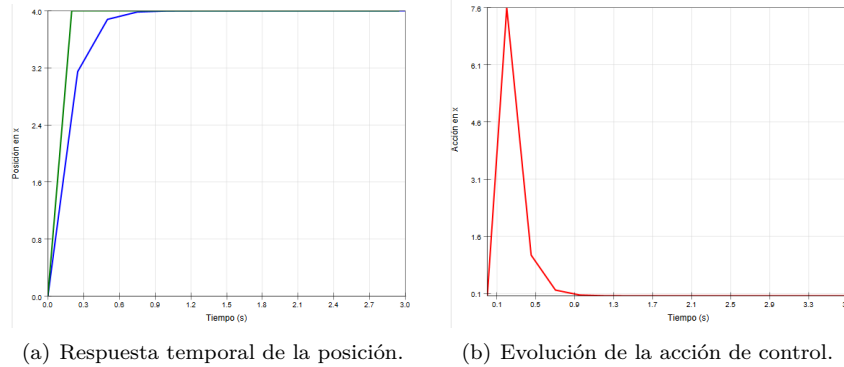 4.0
3.2
2.4
1.6
0.8
0.0
Posición en x
0.0 0.3 0.6 0.9 1.2 1.5 1.8 2.1 2.4 2.7 3.0
Tiempo (s)
7.6
6.1
4.6
3.1
1.6
0.1
Acción en x
0.1 0.5 0.9 1.3 1.7 2.1 2.5 2.9 3.3
Tiempo (s)
(a) Respuesta temporal de la posición.
(b) Evolución de la acción de control.